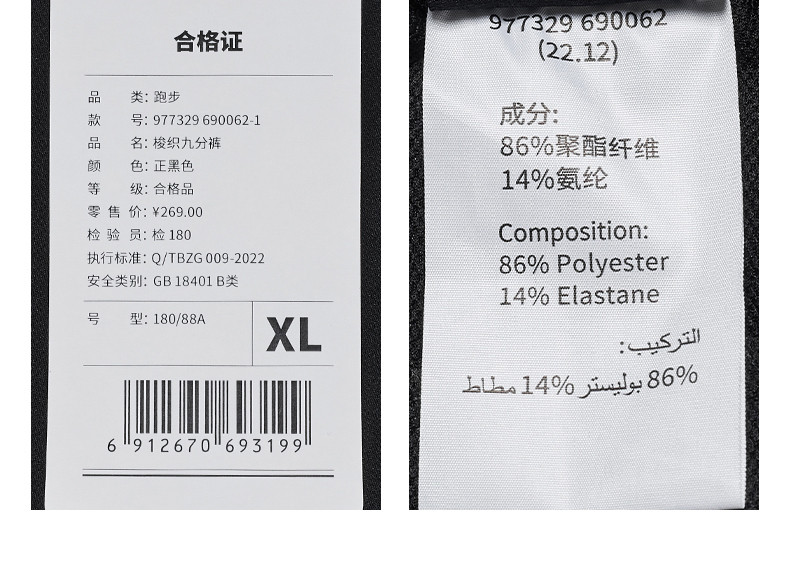 合格证
品 类: 跑步
款 号: 977329 690062-1
品 名: 梭织九分裤
颜 色: 正黑色
等 级: 合格品
零 售 价: ¥269.00
检 验 员: 检 180
执行标准: Q/TBZG 009-2022
安全类别: GB 18401 B类
号 型: 180/88A
XL
6 912670 693199
977329 690062
(22.12)
成分:
86%聚酯纤维
14%氨纶
Composition:
86% Polyester
14% Elastane
التركيب:
86% بوليستر 14% مطاط